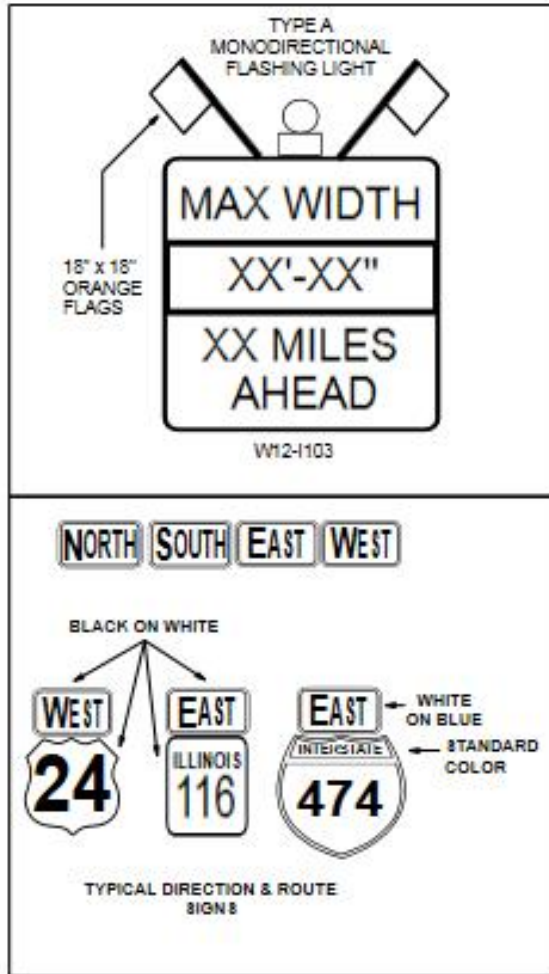 TYPE A
MONODIRECTIONAL
FLASHING LIGHT
MAX WIDTH
XX'-XX"
XX MILES
AHEAD
18" x 18"
ORANGE
FLAGS
W12-I103
NORTH SOUTH EAST WEST
BLACK ON WHITE
WEST
24
EAST
ILLINOIS
116
EAST
INTERSTATE
474
WHITE
ON BLUE
STANDARD
COLOR
TYPICAL DIRECTION & ROUTE
SIGNS